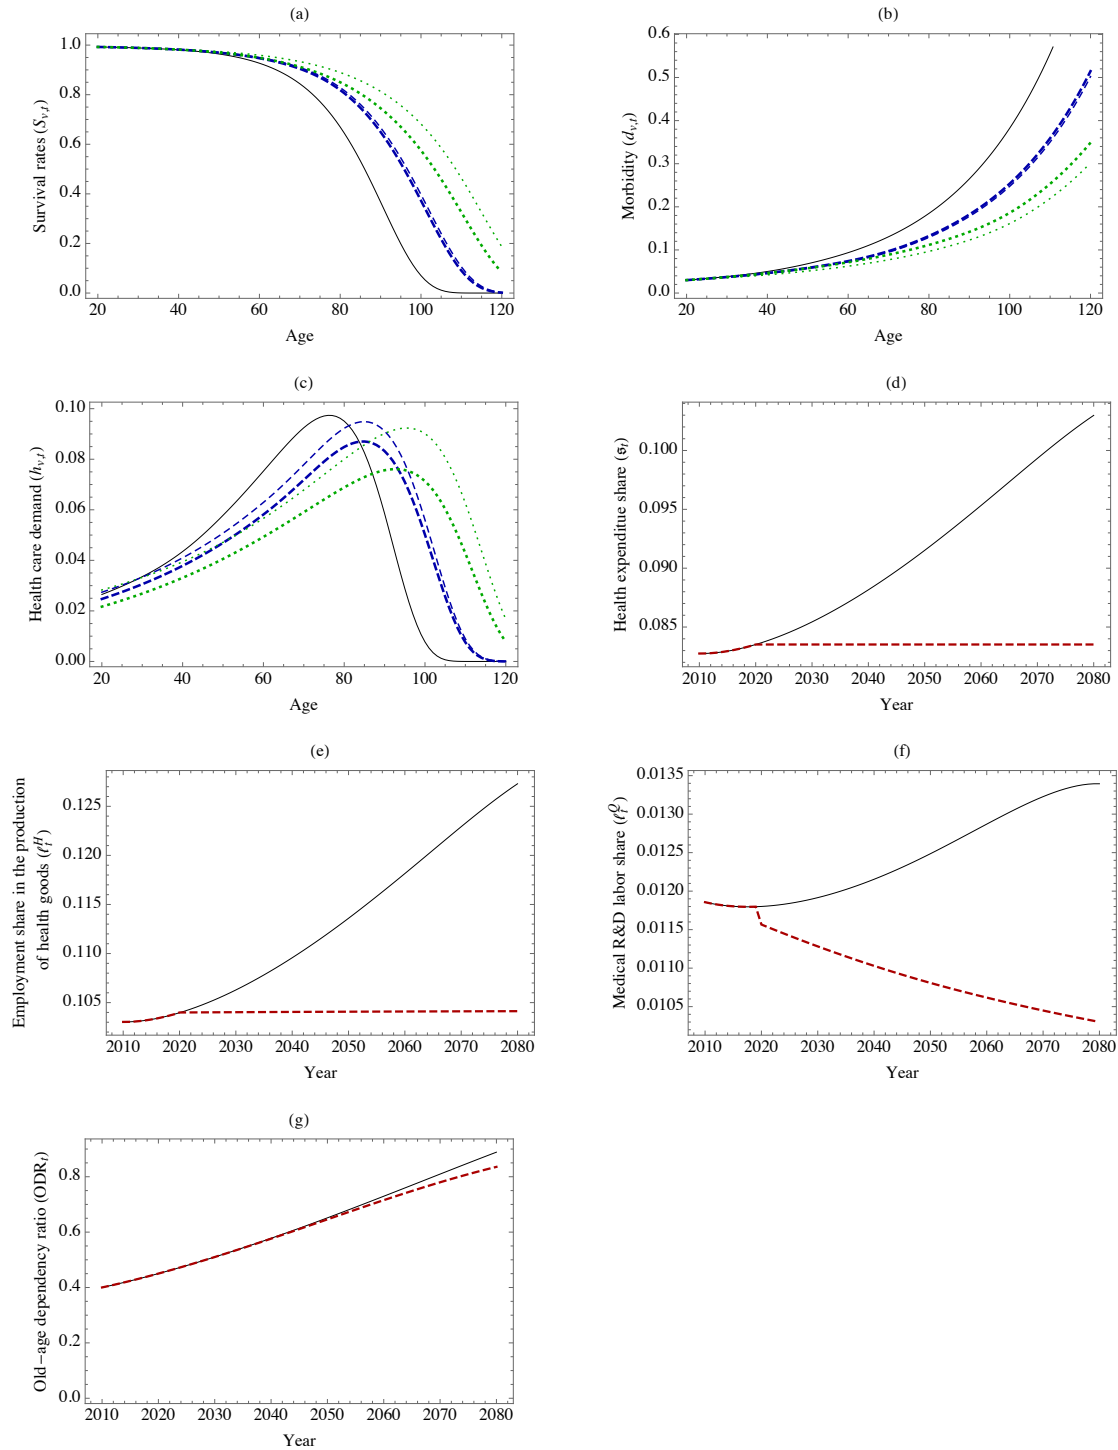 (a)
1.0
0.8
0.6
0.4
0.2
0.0
Survival rates (S_{v,t})
20 40 60 80 100 120
Age
(b)
0.6
0.5
0.4
0.3
0.2
0.1
0.0
Morbidity (d_{v,t})
20 40 60 80 100 120
Age
(c)
0.10
0.08
0.06
0.04
0.02
0.00
Health care demand (h_{v,t})
20 40 60 80 100 120
Age
(d)
0.100
0.095
0.090
0.085
Health expenditue share (𝔰_t)
2010 2020 2030 2040 2050 2060 2070 2080
Year
(e)
0.125
0.120
0.115
0.110
0.105
Employment share in the production
of health goods (ℓ_t^H)
2010 2020 2030 2040 2050 2060 2070 2080
Year
(f)
0.0135
0.0130
0.0125
0.0120
0.0115
0.0110
0.0105
Medical R&D labor share (ℓ_t^Q)
2010 2020 2030 2040 2050 2060 2070 2080
Year
(g)
0.8
0.6
0.4
0.2
0.0
Old−age dependency ratio (ODR_t)
2010 2020 2030 2040 2050 2060 2070 2080
Year